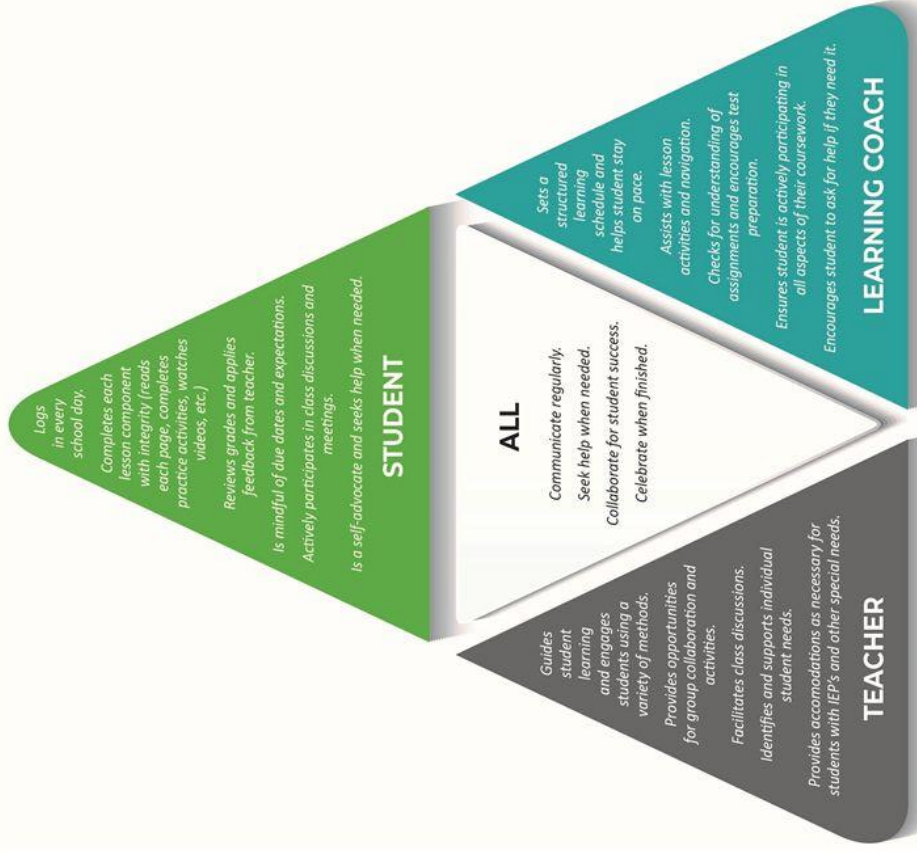 Logs
in every
school day.
Completes each
lesson component
with integrity (reads
each page, completes
practice activities, watches
videos, etc.)
Reviews grades and applies
feedback from teacher.
Is mindful of due dates and expectations.
Actively participates in class discussions and
meetings.
Is a self-advocate and seeks help when needed.
STUDENT
ALL
Communicate regularly.
Seek help when needed.
Collaborate for student success.
Celebrate when finished.
Guides
student
learning
and engages
students using a
variety of methods.
Provides opportunities
for group collaboration and
activities.
Facilitates class discussions.
Identifies and supports individual
student needs.
Provides accomodations as necessary for
students with IEP's and other special needs.
TEACHER
Sets a
structured
learning
schedule and
helps student stay
on pace.
Assists with lesson
activities and navigation.
Checks for understanding of
assignments and encourages test
preparation.
Ensures student is actively participating in
all aspects of their coursework.
Encourages student to ask for help if they need it.
LEARNING COACH